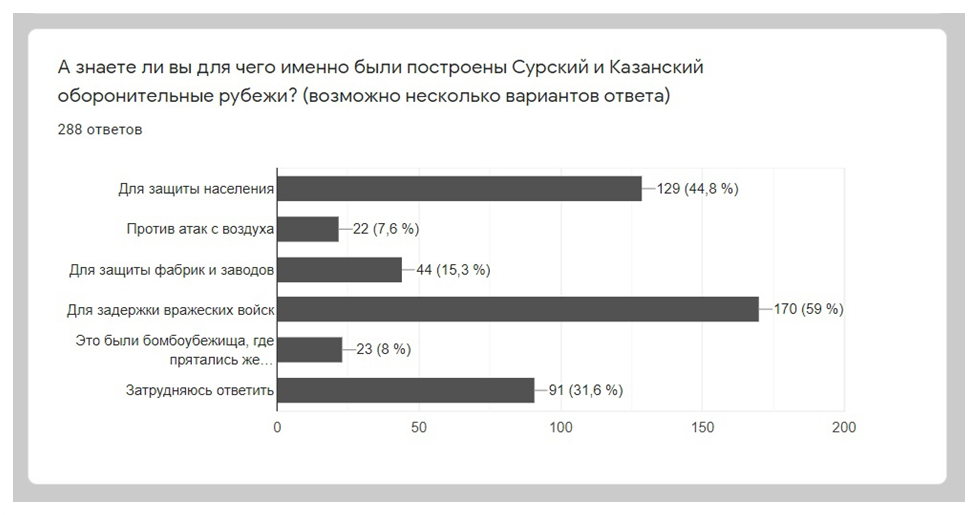 А знаете ли вы для чего именно были построены Сурский и Казанский
оборонительные рубежи? (возможно несколько вариантов ответа)
288 ответов
Для защиты населения
129 (44,8 %)
Против атак с воздуха
22 (7,6 %)
Для защиты фабрик и заводов
44 (15,3 %)
Для задержки вражеских войск
170 (59 %)
Это были бомбоубежища, где
прятались же...
23 (8 %)
Затрудняюсь ответить
91 (31,6 %)
0 50 100 150 200